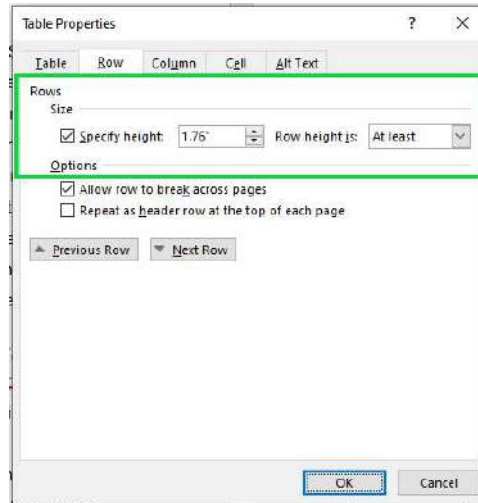 Table Properties ? ×
Table Row Column Cell Alt Text
Rows
Size
Specify height: 1.76" Row height is: At least
Options
Allow row to break across pages
Repeat as header row at the top of each page
Previous Row Next Row
OK Cancel